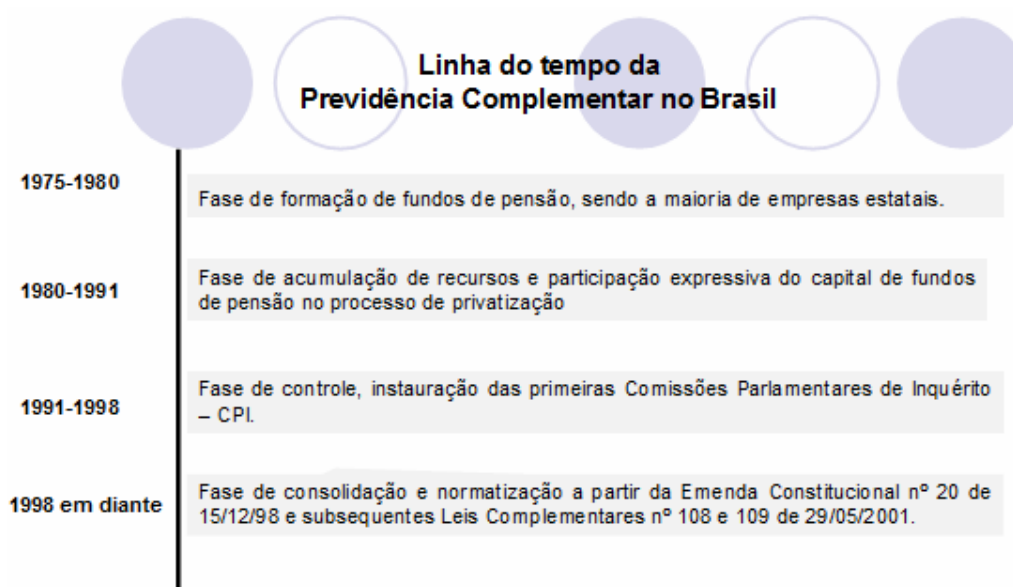 Linha do tempo da
Previdência Complementar no Brasil
1975-1980
Fase de formação de fundos de pensão, sendo a maioria de empresas estatais.
1980-1991
Fase de acumulação de recursos e participação expressiva do capital de fundos
de pensão no processo de privatização
1991-1998
Fase de controle, instauração das primeiras Comissões Parlamentares de Inquérito
– CPI.
1998 em diante
Fase de consolidação e normatização a partir da Emenda Constitucional nº 20 de
15/12/98 e subsequentes Leis Complementares nº 108 e 109 de 29/05/2001.